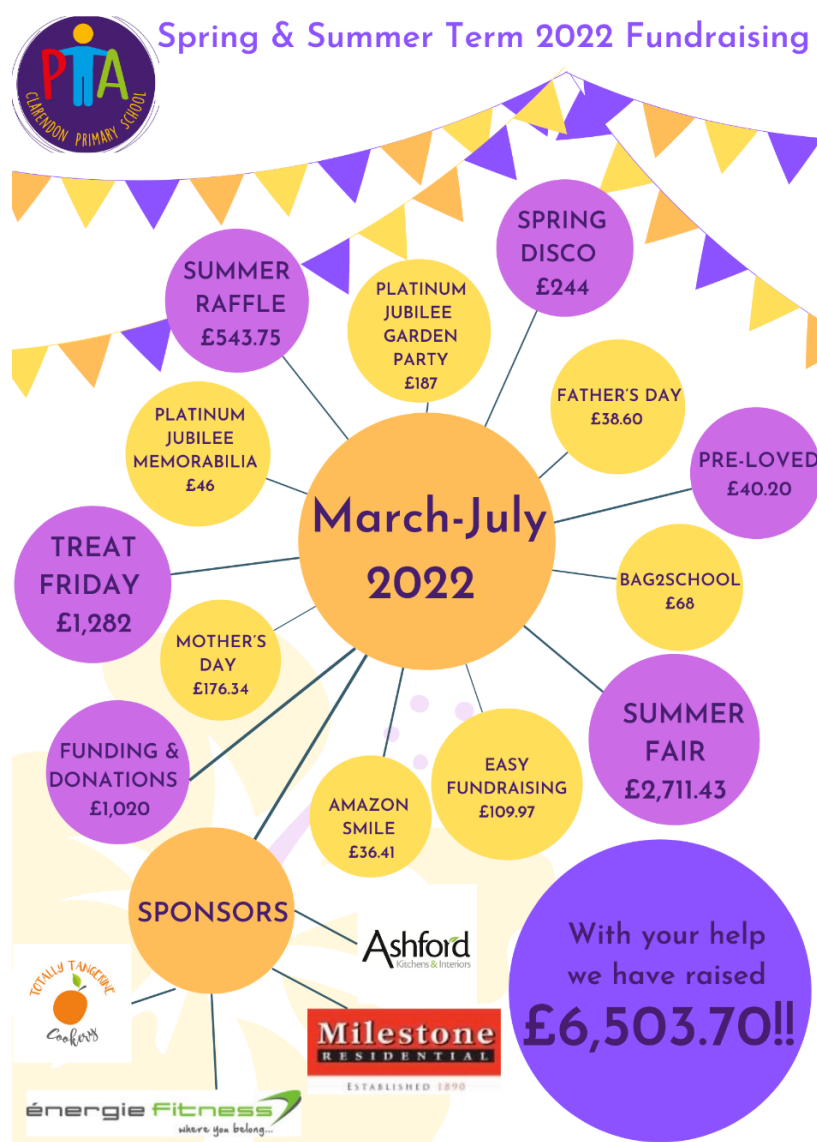 Spring & Summer Term 2022 Fundraising
PTA
CLARENDON PRIMARY SCHOOL
SPRING
DISCO
£244
SUMMER
RAFFLE
£543.75
PLATINUM
JUBILEE
GARDEN
PARTY
£187
FATHER'S DAY
£38.60
PLATINUM
JUBILEE
MEMORABILIA
£46
PRE-LOVED
£40.20
March-July
2022
TREAT
FRIDAY
£1,282
BAG2SCHOOL
£68
MOTHER'S
DAY
£176.34
SUMMER
FAIR
£2,711.43
FUNDING &
DONATIONS
£1,020
EASY
FUNDRAISING
£109.97
AMAZON
SMILE
£36.41
SPONSORS
Ashford
Kitchens & Interiors
TOTALLY TANGERINE
Cookery
Milestone
RESIDENTIAL
ESTABLISHED 1890
énergie Fitness
where you belong...
With your help
we have raised
£6,503.70!!